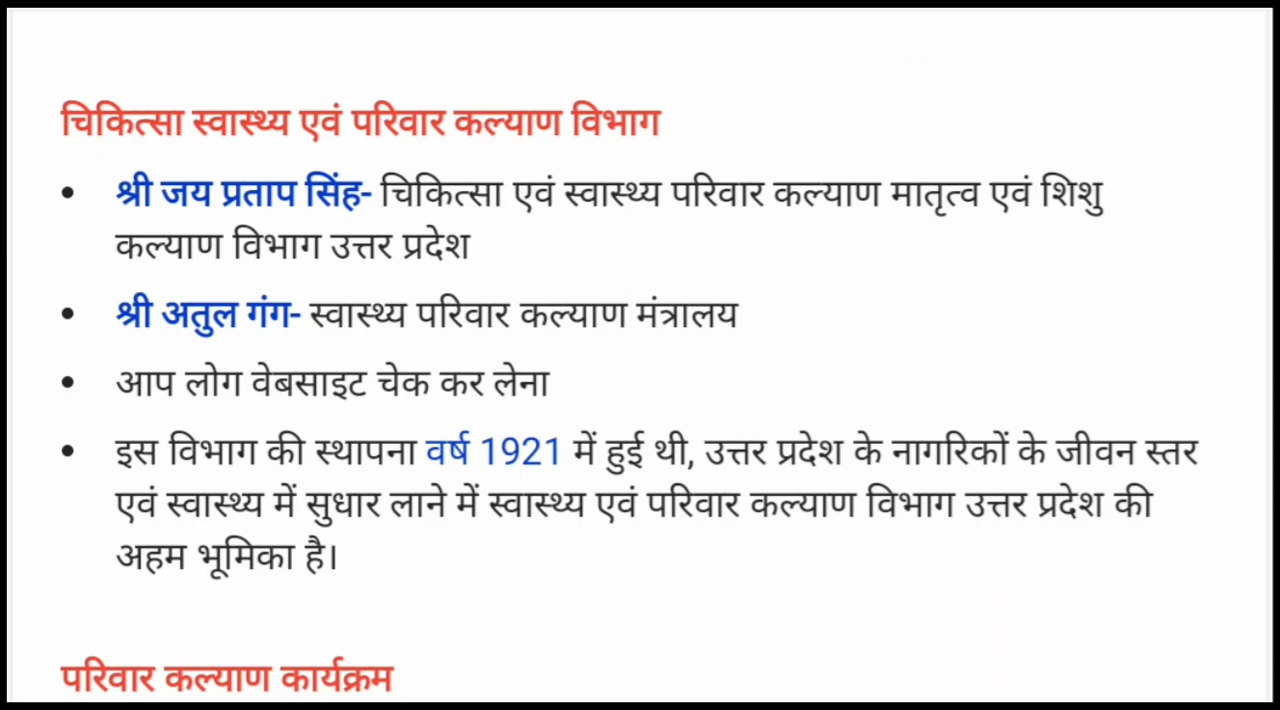 चिकित्सा स्वास्थ्य एवं परिवार कल्याण विभाग
• श्री जय प्रताप सिंह- चिकित्सा एवं स्वास्थ्य परिवार कल्याण मातृत्व एवं शिशु
कल्याण विभाग उत्तर प्रदेश
• श्री अतुल गंग- स्वास्थ्य परिवार कल्याण मंत्रालय
• आप लोग वेबसाइट चेक कर लेना
• इस विभाग की स्थापना वर्ष 1921 में हुई थी, उत्तर प्रदेश के नागरिकों के जीवन स्तर
एवं स्वास्थ्य में सुधार लाने में स्वास्थ्य एवं परिवार कल्याण विभाग उत्तर प्रदेश की
अहम भूमिका है।
परिवार कल्याण कार्यक्रम